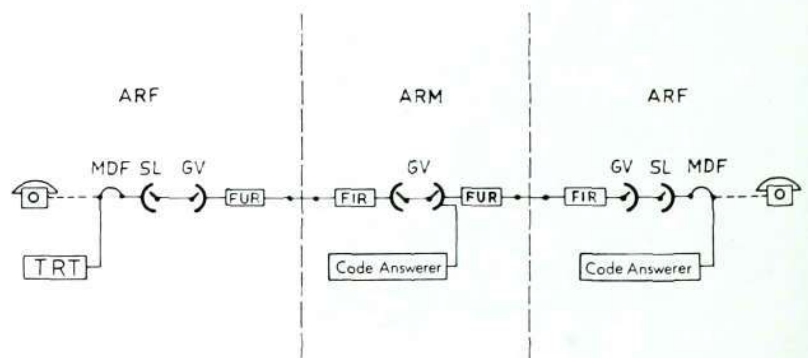 ARF ARM ARF
MDF SL GV GV GV SL MDF
FUR FIR FUR FIR
TRT Code Answerer Code Answerer